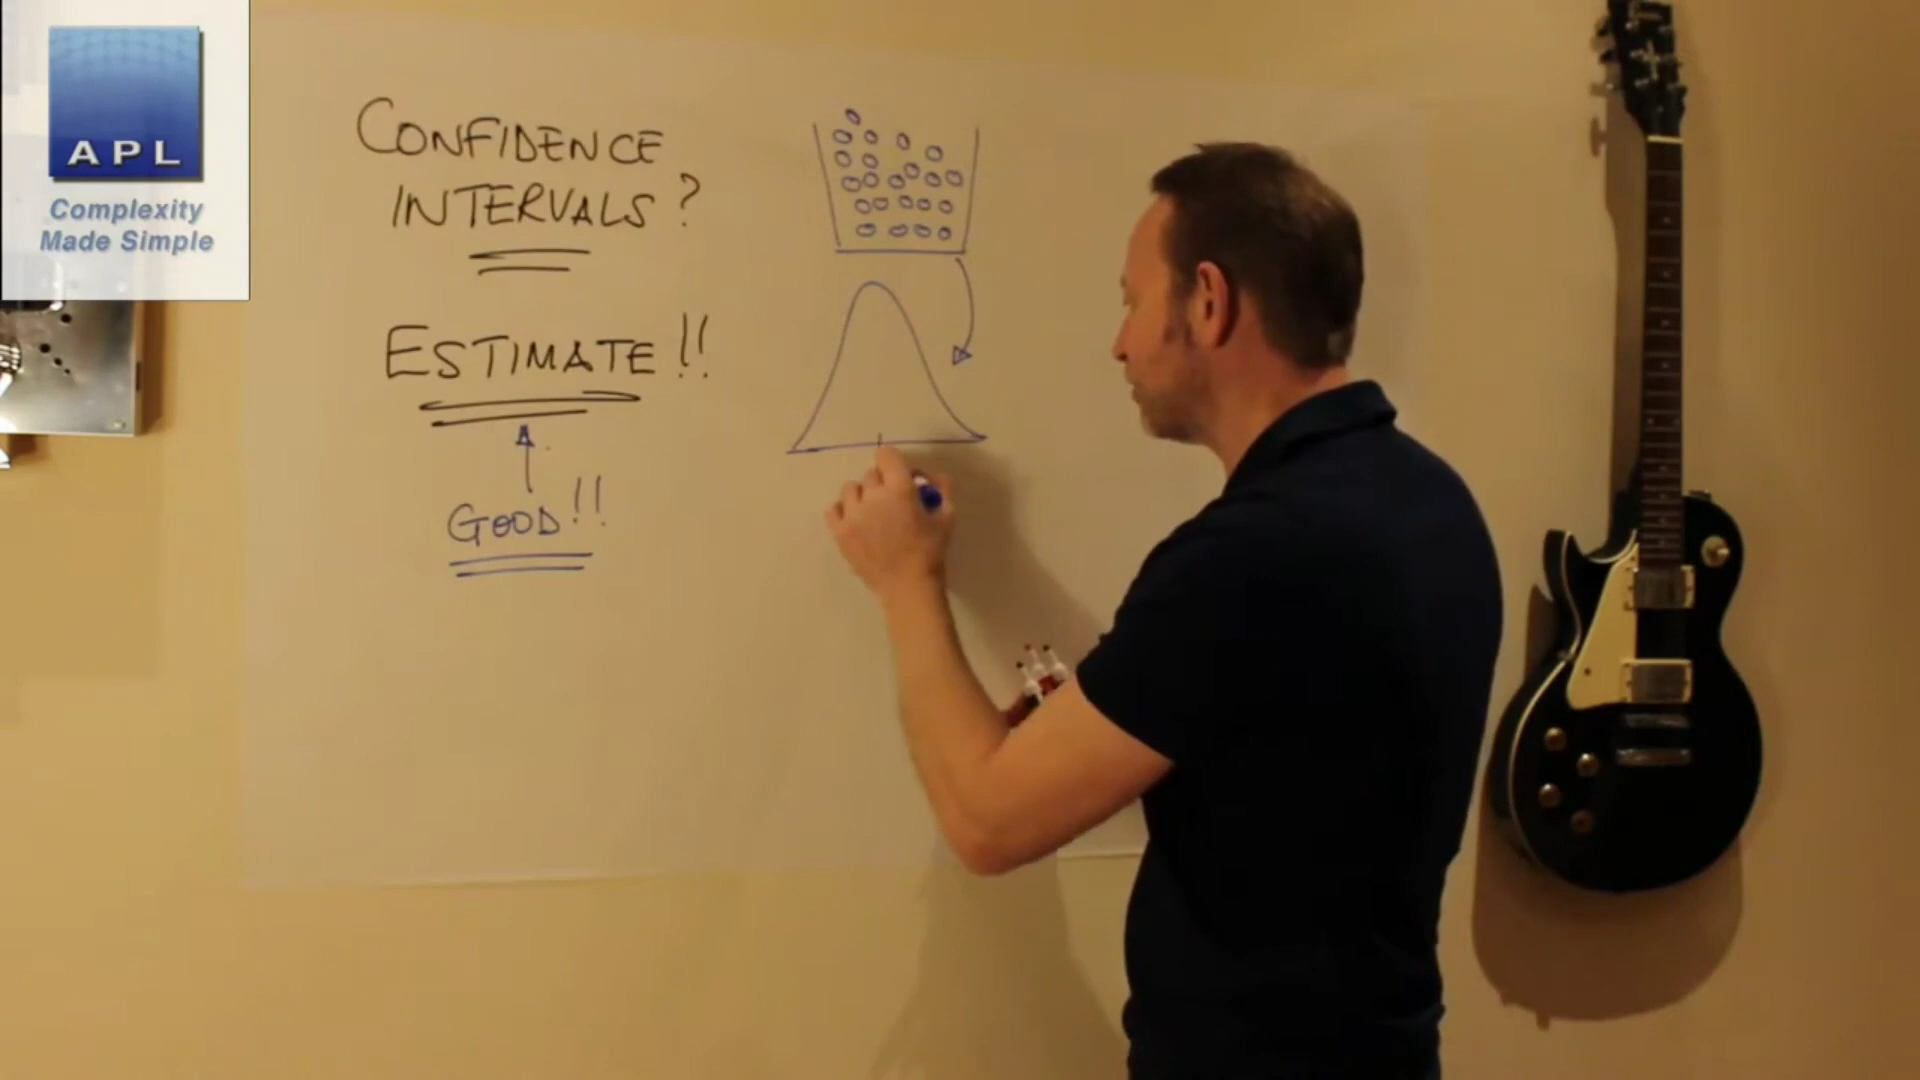 APL
Complexity
Made Simple
CONFIDENCE
INTERVALS?
ESTIMATE!!
GOOD!!